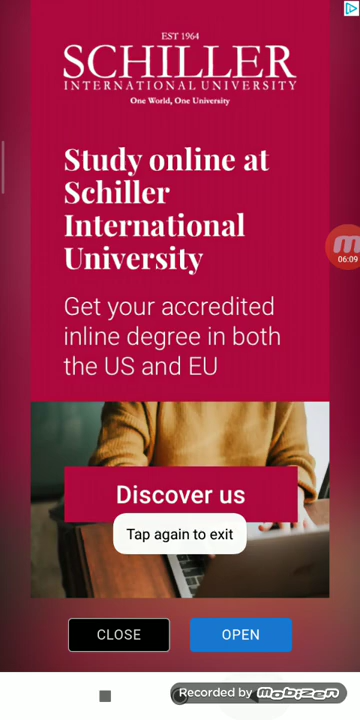 EST 1964
SCHILLER
INTERNATIONAL UNIVERSITY
One World, One University
Study online at
Schiller
International
University
06:09
Get your accredited
inline degree in both
the US and EU
Discover us
Tap again to exit
CLOSE
OPEN
Recorded by mobizen